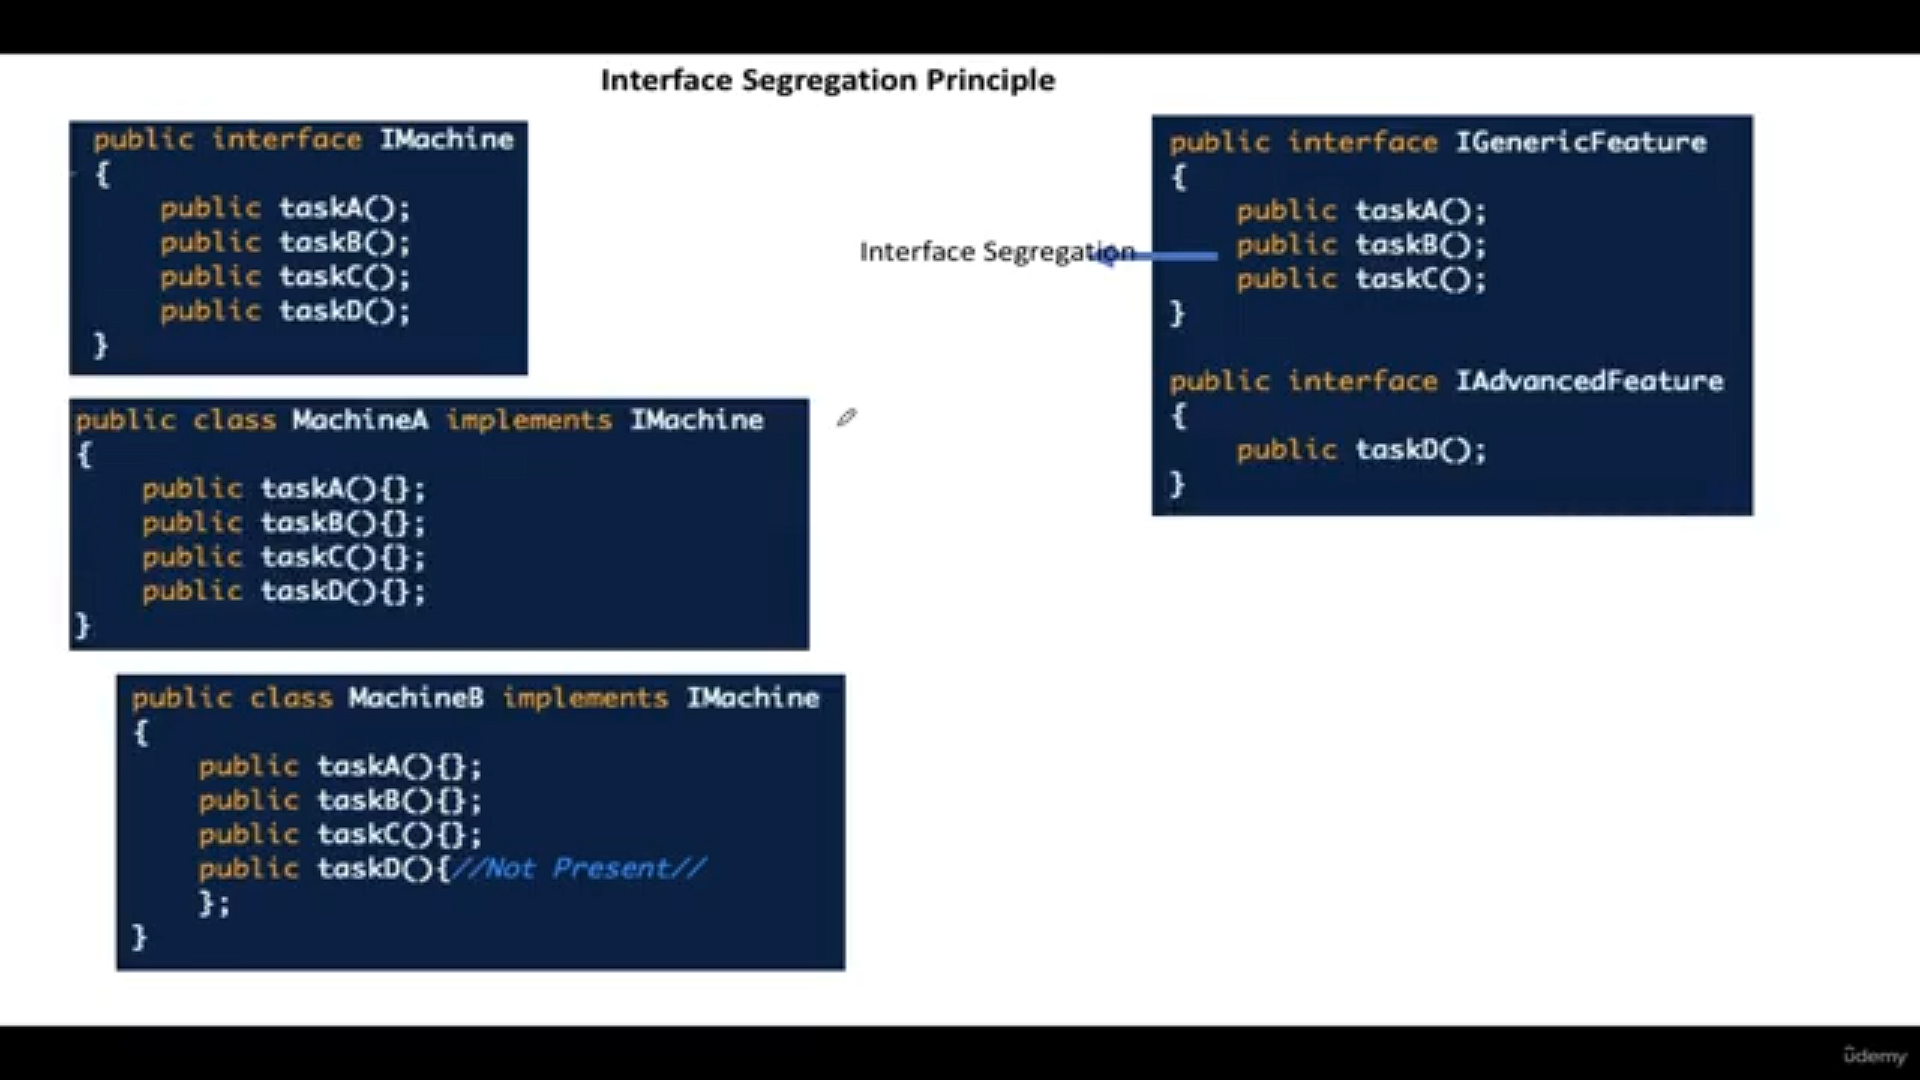 Interface Segregation Principle
public interface IMachine
{
public taskA();
public taskB();
public taskC();
public taskD();
}
public class MachineA implements IMachine
{
public taskA(){};
public taskB(){};
public taskC(){};
public taskD(){};
}
public class MachineB implements IMachine
{
public taskA(){};
public taskB(){};
public taskC(){};
public taskD(){//Not Present//
};
}
Interface Segregation
public interface IGenericFeature
{
public taskA();
public taskB();
public taskC();
}
public interface IAdvancedFeature
{
public taskD();
}
ûdemy